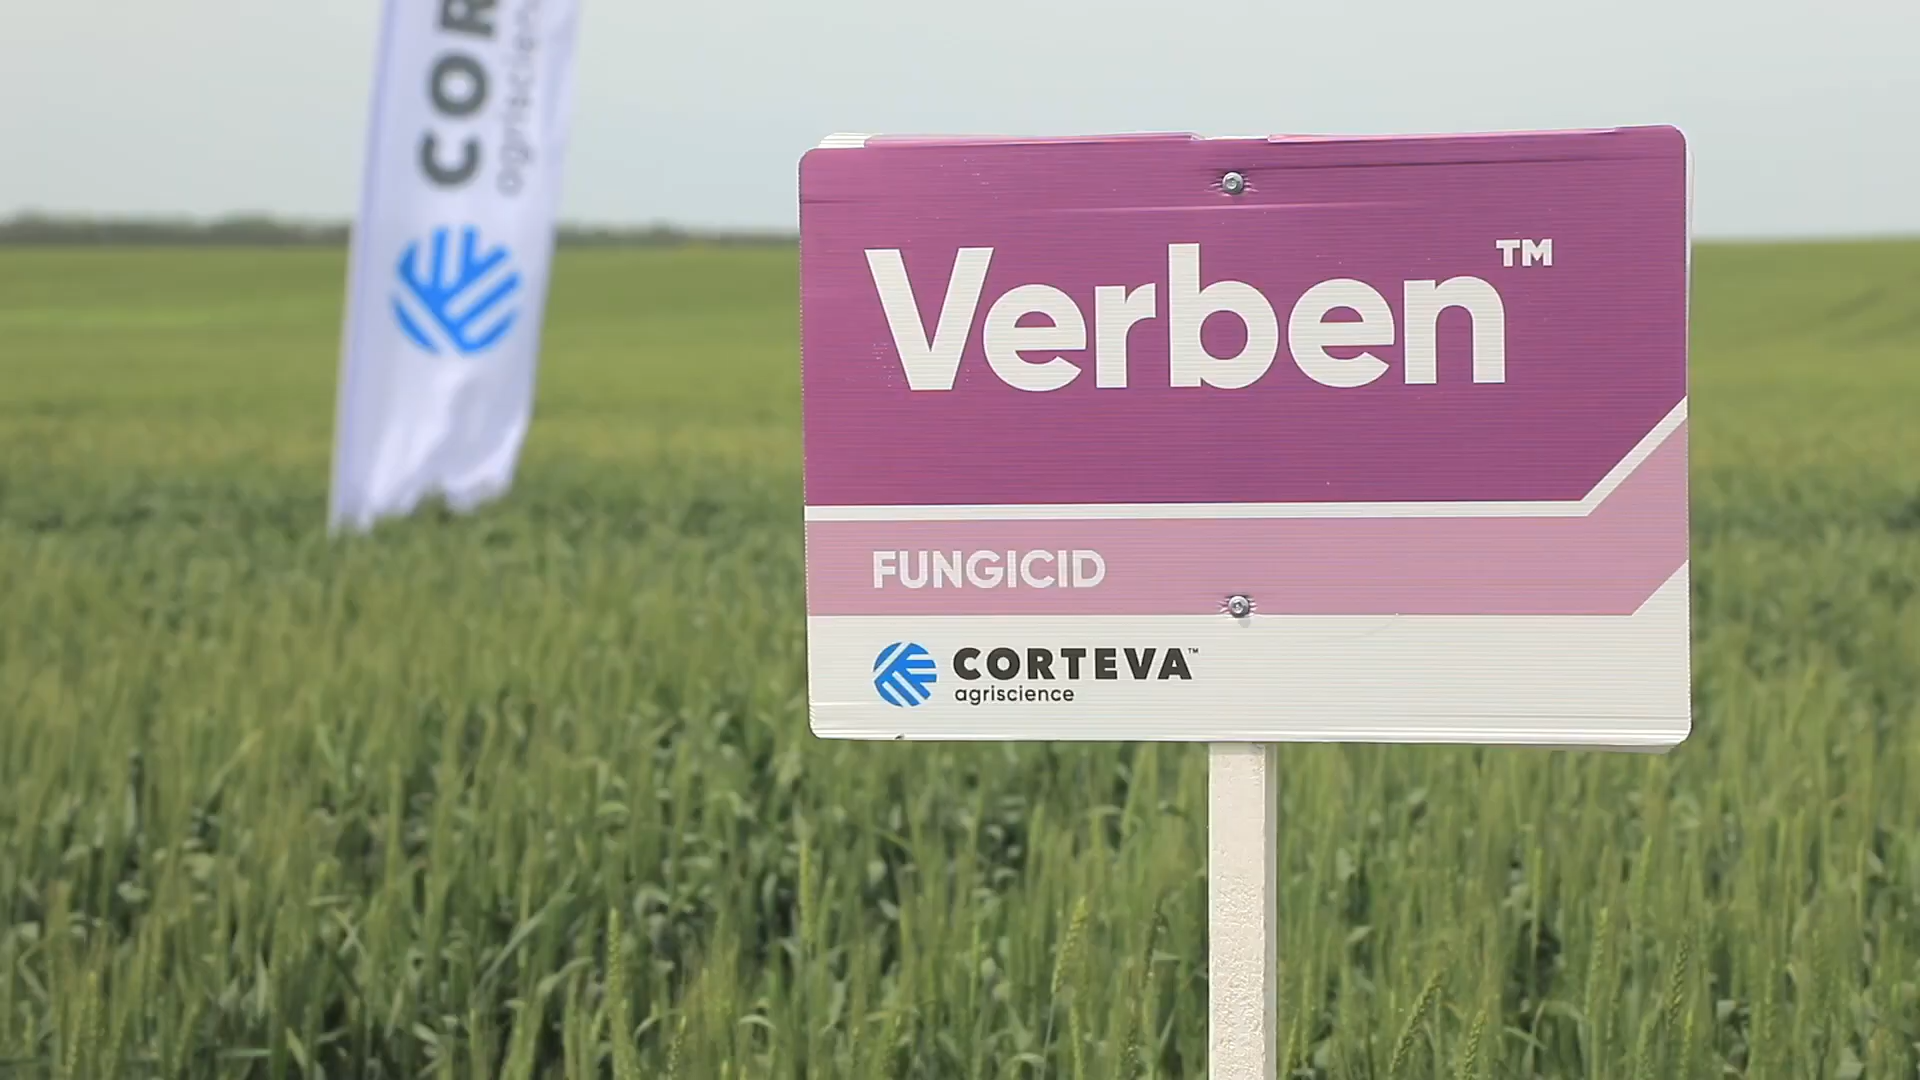 COR
agriscien
Verben™
FUNGICID
CORTEVA™
agriscience